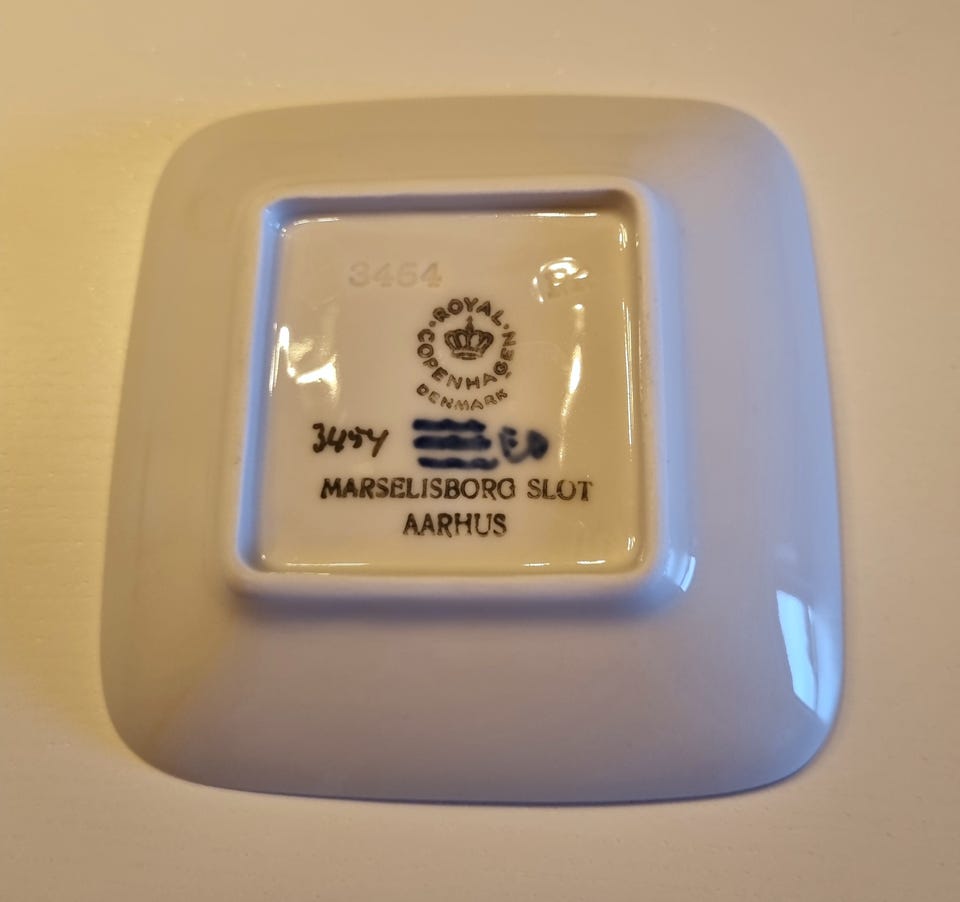 3454
ROYAL COPENHAGEN
DENMARK
3454
MARSELISBORG SLOT
AARHUS